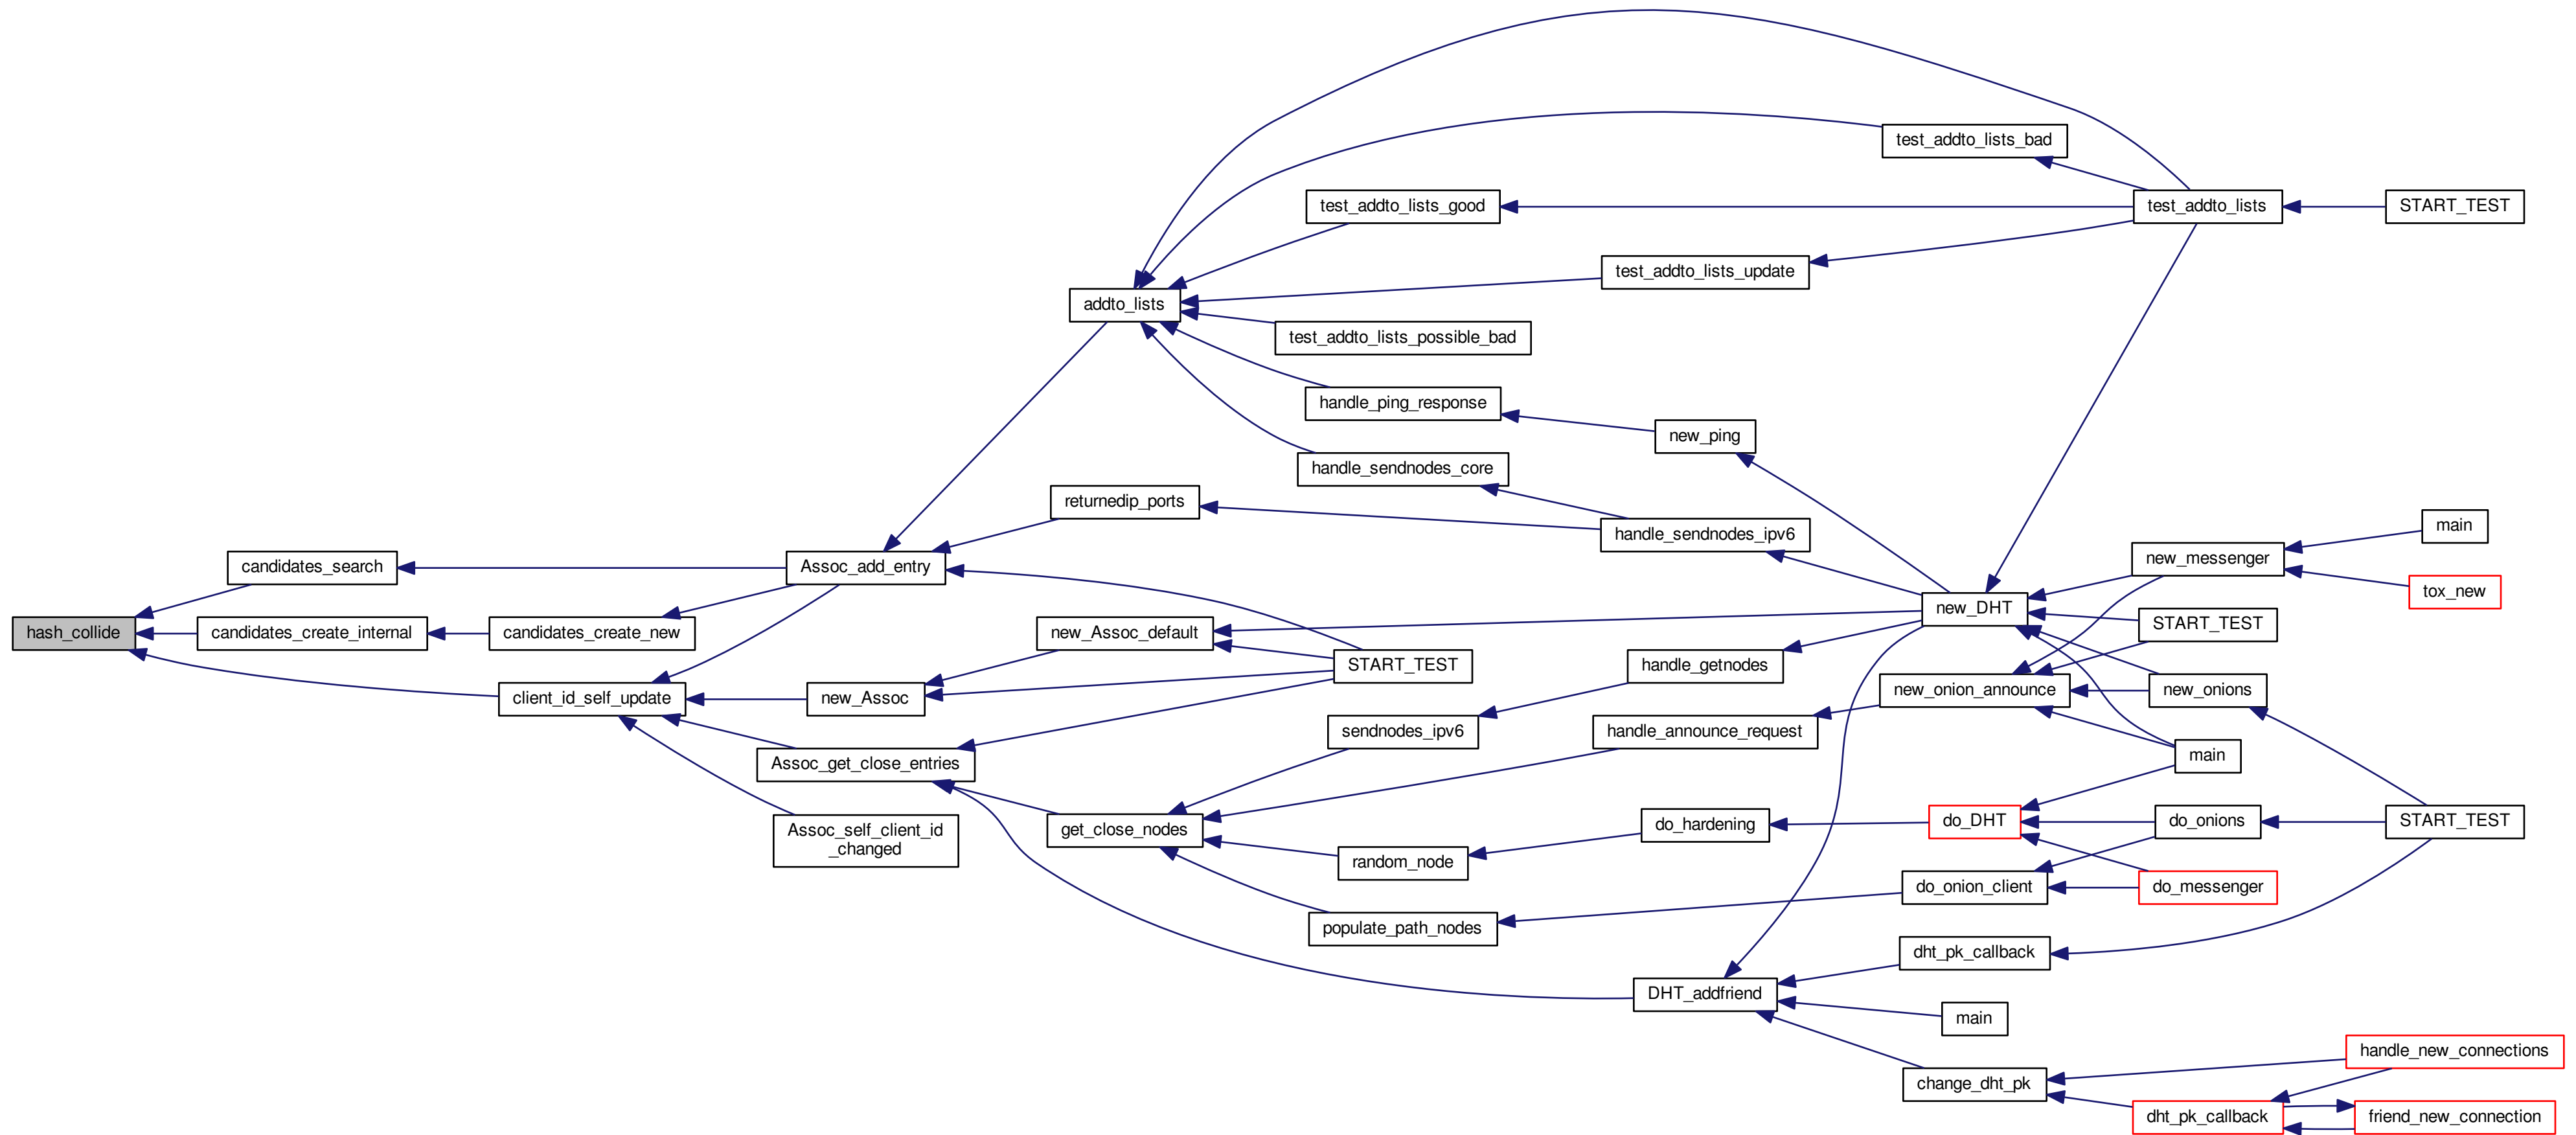 test_addto_lists_bad
test_addto_lists_good
test_addto_lists
START_TEST
test_addto_lists_update
addto_lists
test_addto_lists_possible_bad
handle_ping_response
new_ping
handle_sendnodes_core
returnedip_ports
handle_sendnodes_ipv6
main
new_messenger
candidates_search
Assoc_add_entry
tox_new
new_DHT
START_TEST
hash_collide
candidates_create_internal
candidates_create_new
new_Assoc_default
START_TEST
handle_getnodes
client_id_self_update
new_Assoc
new_onion_announce
new_onions
sendnodes_ipv6
handle_announce_request
main
Assoc_get_close_entries
Assoc_self_client_id
_changed
get_close_nodes
do_hardening
do_DHT
do_onions
START_TEST
random_node
do_onion_client
do_messenger
populate_path_nodes
dht_pk_callback
DHT_addfriend
main
handle_new_connections
change_dht_pk
dht_pk_callback
friend_new_connection